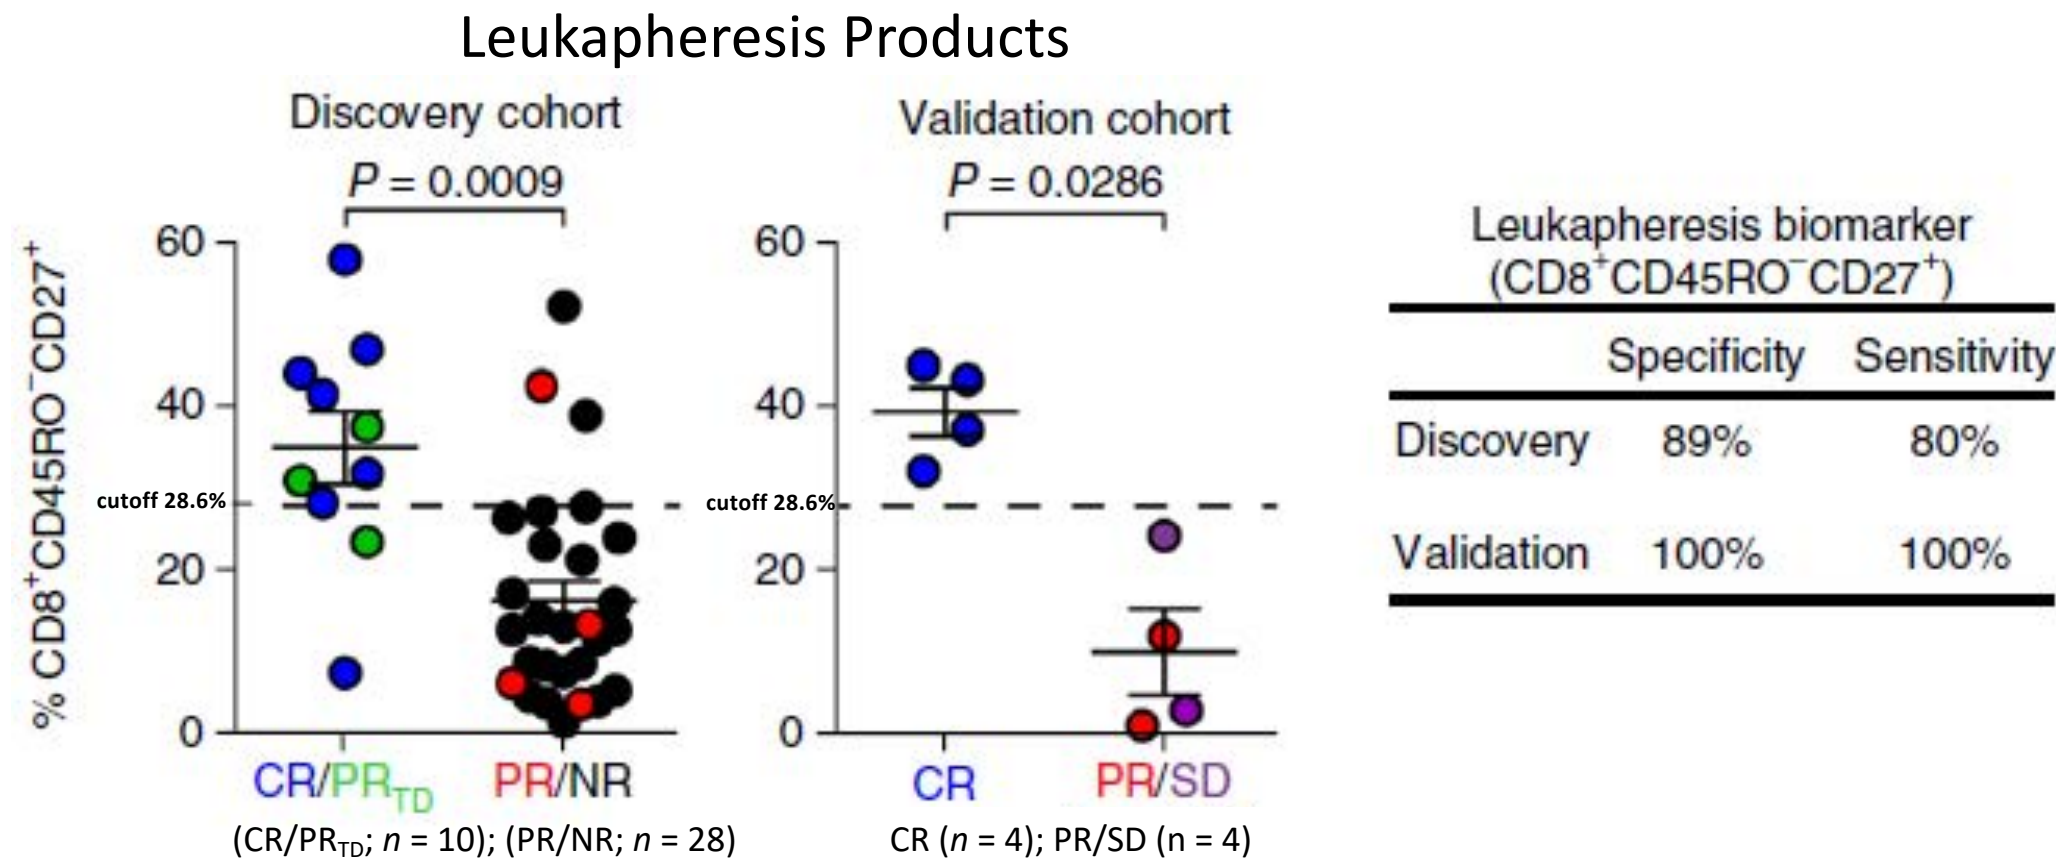 Leukapheresis Products
Discovery cohort
P = 0.0009
% CD8⁺CD45RO⁻CD27⁺
60
40
cutoff 28.6%
20
0
CR/PR_TD
PR/NR
(CR/PR_TD; n = 10); (PR/NR; n = 28)
Validation cohort
P = 0.0286
60
40
cutoff 28.6%
20
0
CR
PR/SD
CR (n = 4); PR/SD (n = 4)
Leukapheresis biomarker
(CD8⁺CD45RO⁻CD27⁺)
Specificity Sensitivity
Discovery 89% 80%
Validation 100% 100%